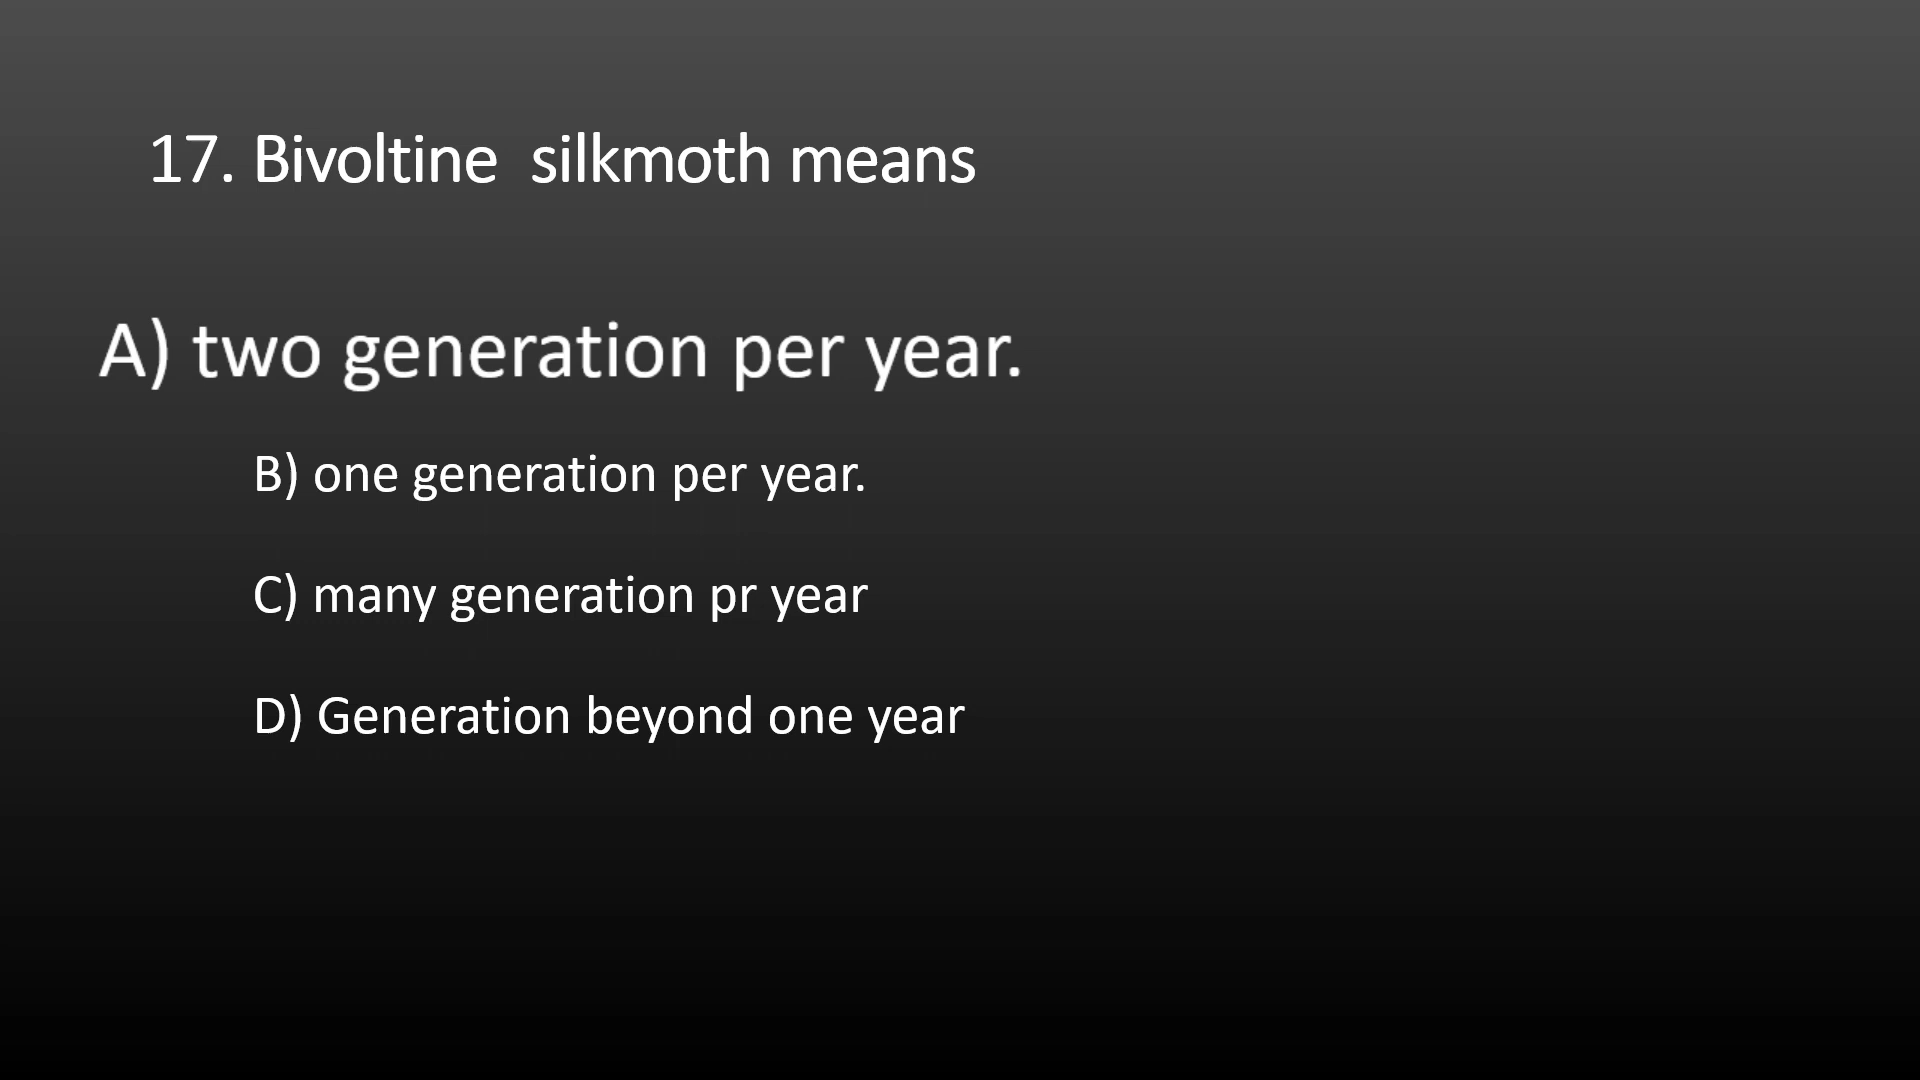 17. Bivoltine  silkmoth means
A) two generation per year.
B) one generation per year.
C) many generation pr year
D) Generation beyond one year